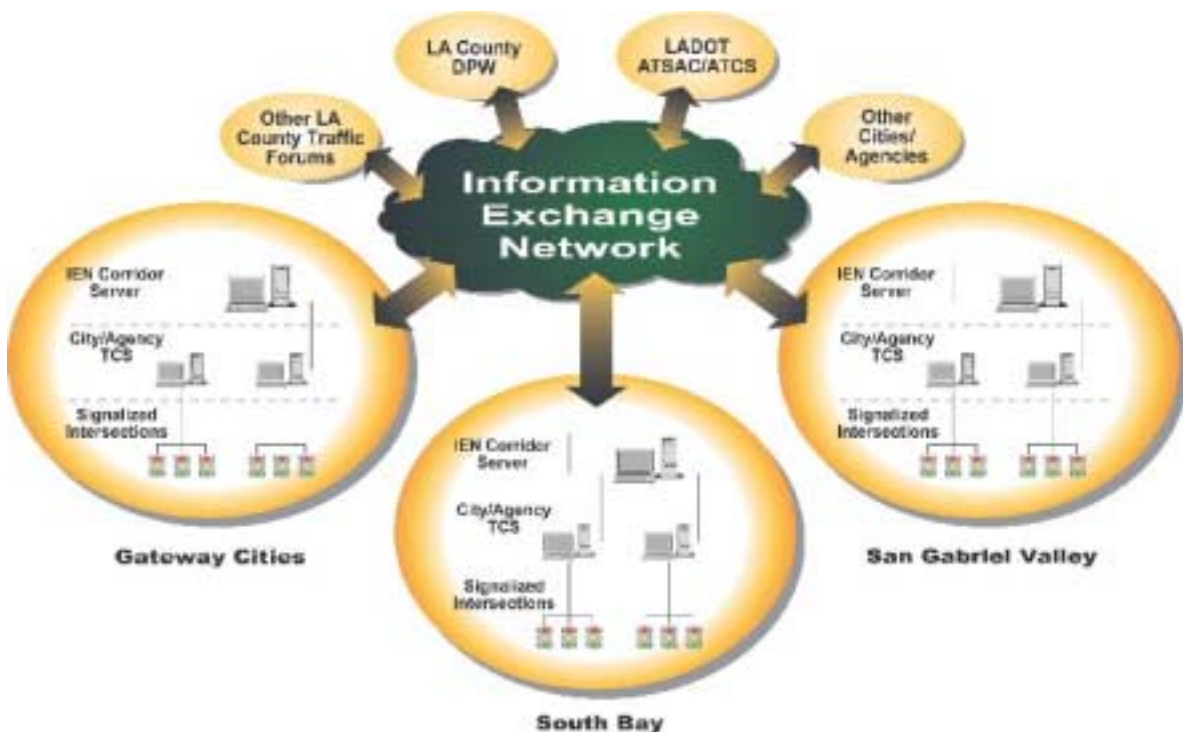 LA County
DPW
LADOT
ATSAC/ATCS
Other LA
County Traffic
Forums
Other
Cities/
Agencies
Information
Exchange
Network
IEN Corridor
Server
City/Agency
TCS
Signalized
Intersections
Gateway Cities
IEN Corridor
Server
City/Agency
TCS
Signalized
Intersections
South Bay
IEN Corridor
Server
City/Agency
TCS
Signalized
Intersections
San Gabriel Valley